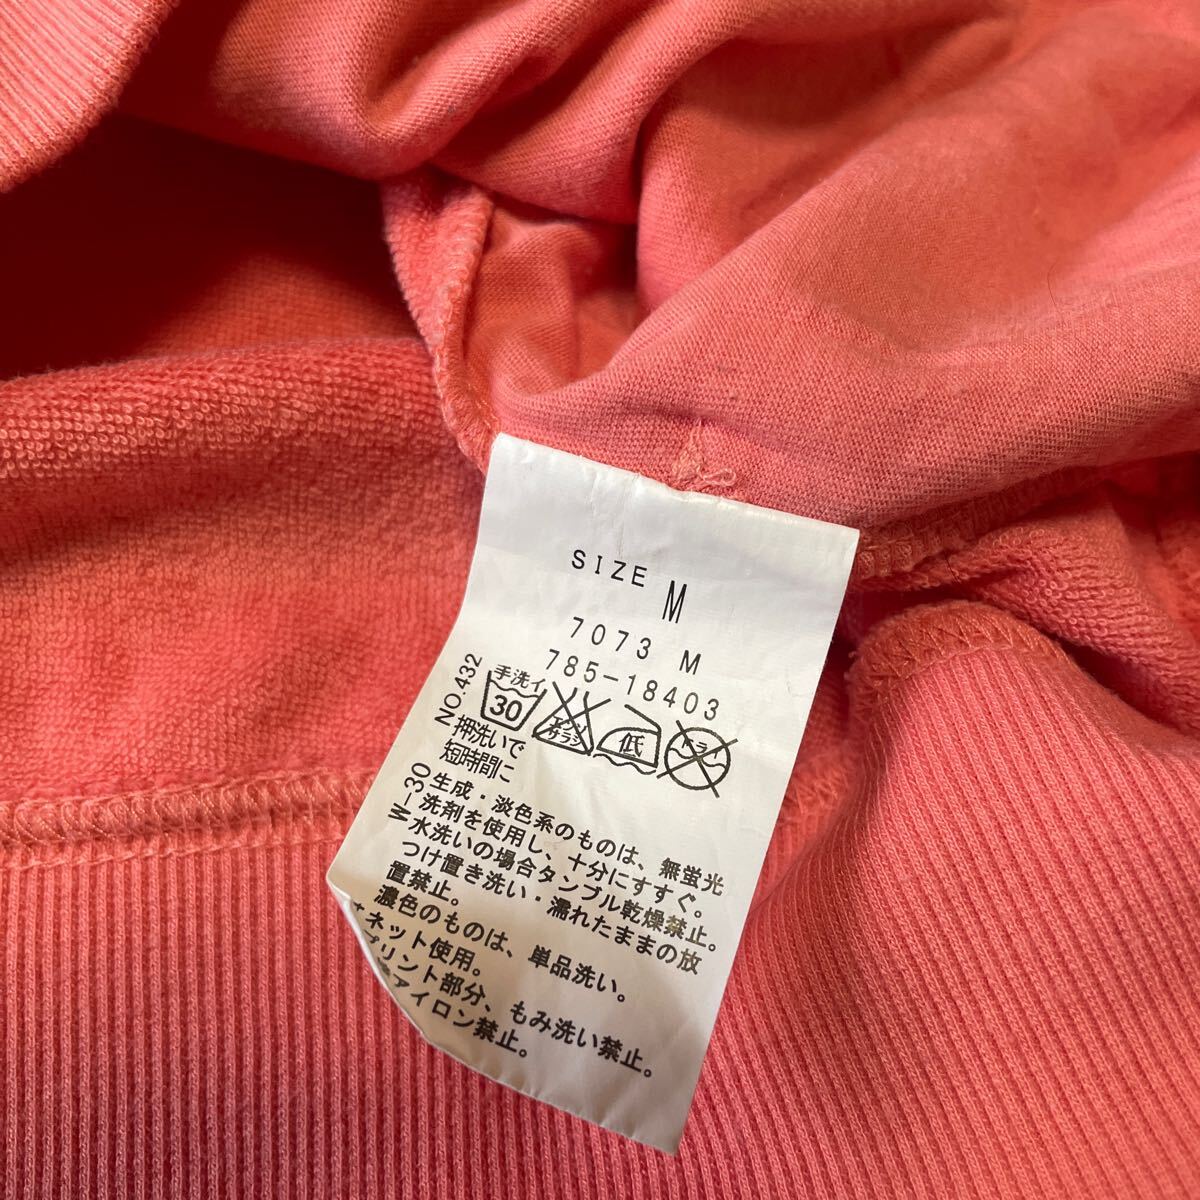 SIZE M
7073 M
785-18403
NO.432
手洗イ
30
エンソ
サラシ
低
ドライ
押洗いで
短時間に
W-30
生成・淡色系のものは、無蛍光
洗剤を使用し、十分にすすぐ。
水洗いの場合タンブル乾燥禁止。
つけ置き洗い・濡れたままの放
置禁止。
濃色のものは、単品洗い。
ネット使用。
プリント部分、もみ洗い禁止。
アイロン禁止。